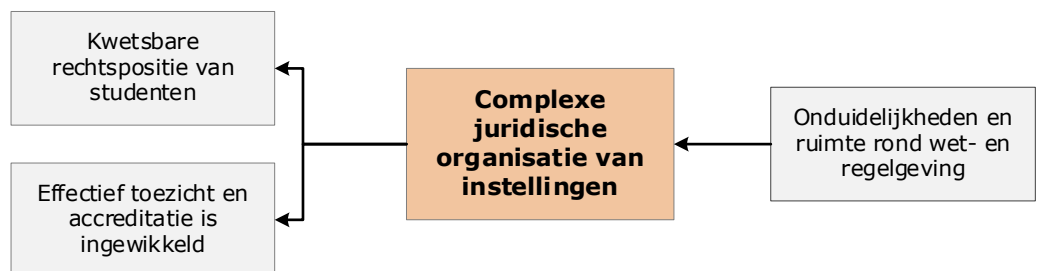 Kwetsbare
rechtspositie van
studenten
Effectief toezicht en
accreditatie is
ingewikkeld
Complexe
juridische
organisatie van
instellingen
Onduidelijkheden en
ruimte rond wet- en
regelgeving